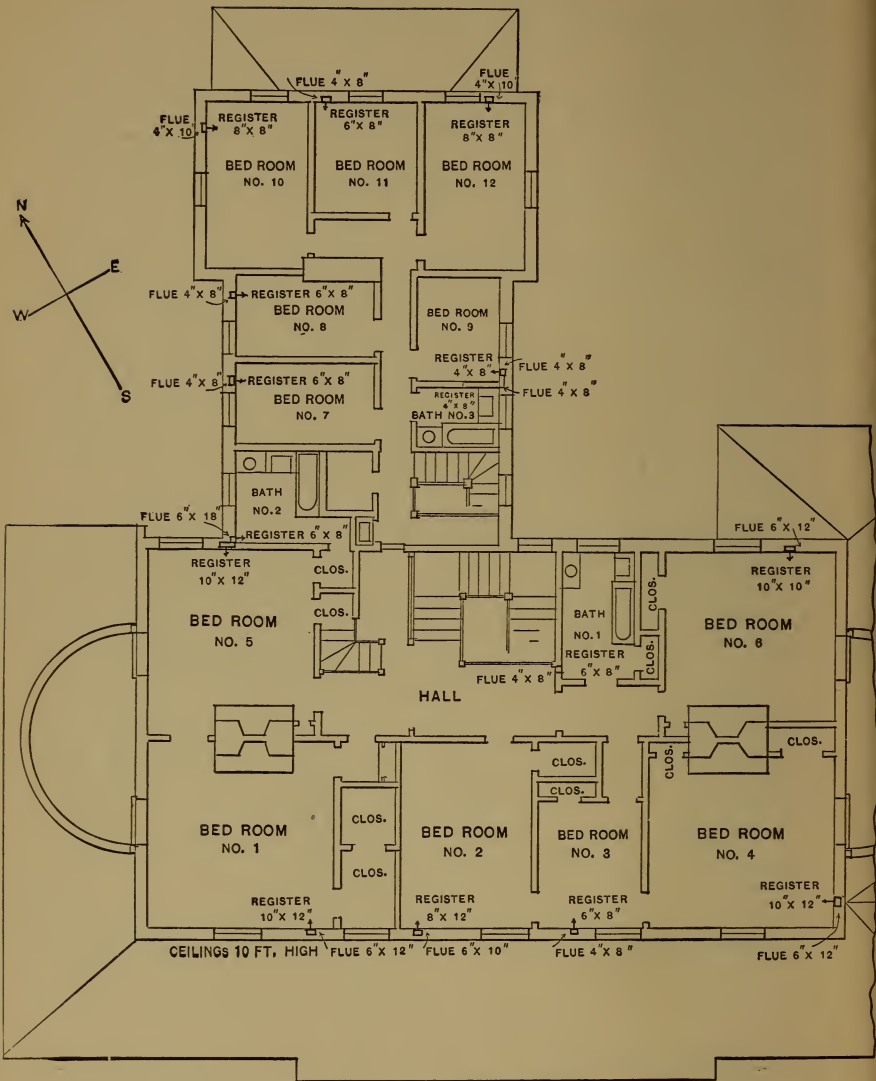 FLUE 4"X 8"
FLUE
4"X 10"
FLUE
4"X 10"
REGISTER
8"X 8"
BED ROOM
NO. 10
REGISTER
6"X 8"
BED ROOM
NO. 11
REGISTER
8"X 8"
BED ROOM
NO. 12
N
E
W
S
FLUE 4"X 8"
REGISTER 6"X 8"
BED ROOM
NO. 8
BED ROOM
NO. 9
REGISTER
4"X 8"
FLUE 4"X 8"
FLUE 4"X 8"
FLUE 4"X 8"
REGISTER 6"X 8"
BED ROOM
NO. 7
REGISTER
4"X 8"
BATH NO.3
BATH
NO.2
FLUE 6"X 18"
REGISTER 6"X 8"
FLUE 6"X 12"
REGISTER
10"X 12"
BED ROOM
NO. 5
CLOS.
CLOS.
BATH
NO.1
REGISTER
6"X 8"
FLUE 4"X 8"
CLOS.
CLOS.
REGISTER
10"X 10"
BED ROOM
NO. 6
HALL
BED ROOM
NO. 1
CLOS.
CLOS.
BED ROOM
NO. 2
CLOS.
CLOS.
BED ROOM
NO. 3
CLOS.
CLOS.
BED ROOM
NO. 4
REGISTER
10"X 12"
REGISTER
8"X 12"
REGISTER
6"X 8"
REGISTER
10"X 12"
CEILINGS 10 FT. HIGH
FLUE 6"X 12"
FLUE 6"X 10"
FLUE 4"X 8"
FLUE 6"X 12"